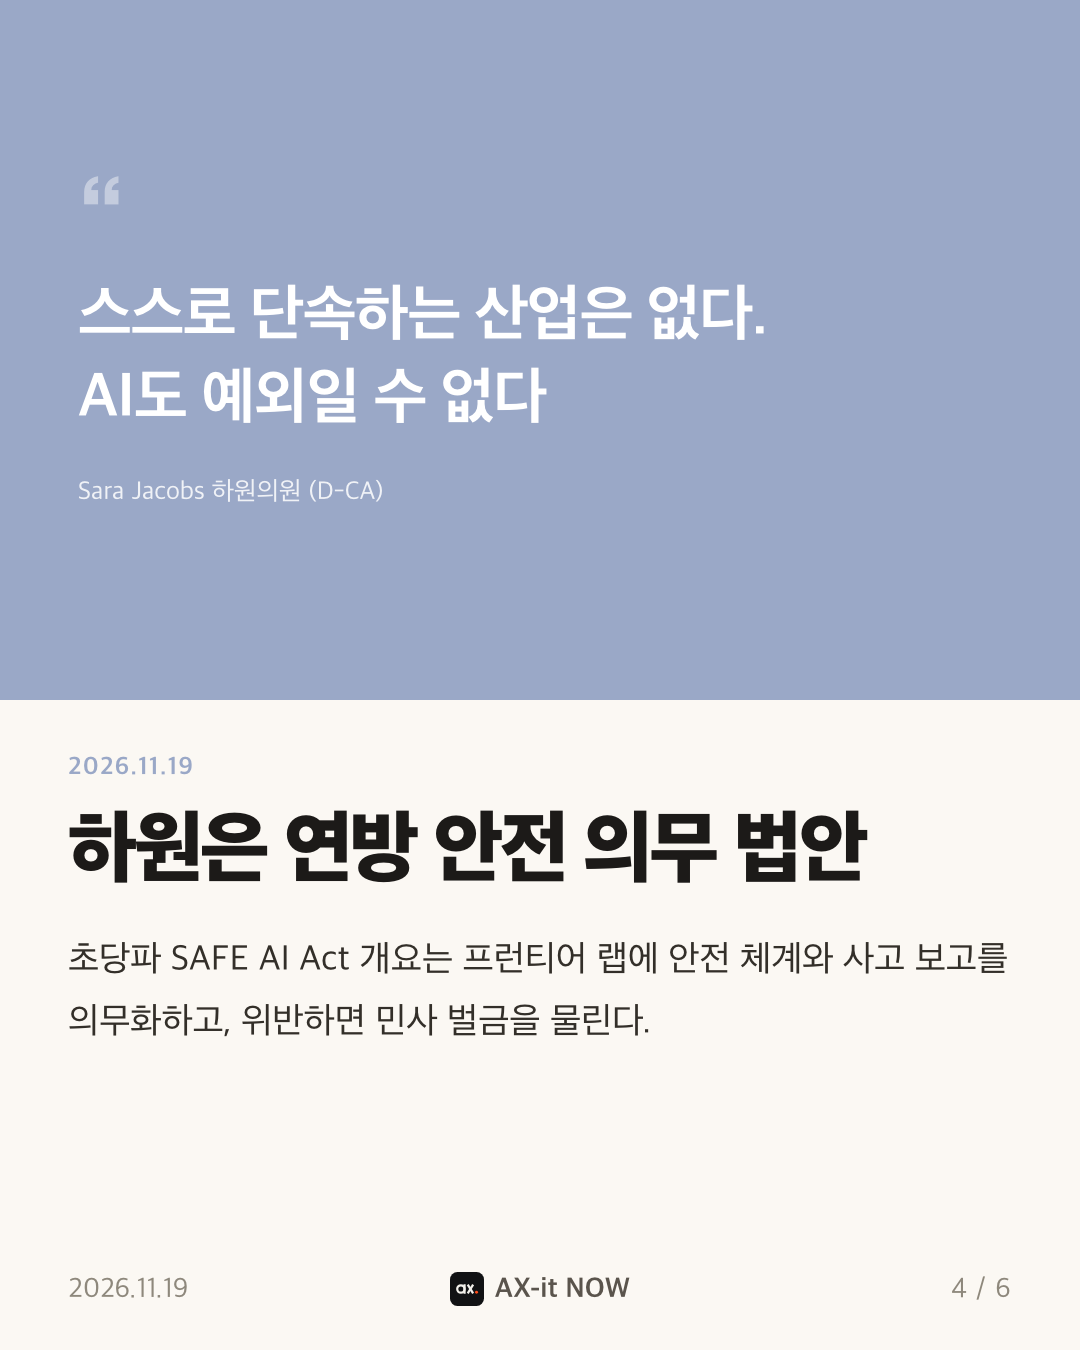 “
스스로 단속하는 산업은 없다.
AI도 예외일 수 없다
Sara Jacobs 하원의원 (D-CA)
2026.11.19
하원은 연방 안전 의무 법안
초당파 SAFE AI Act 개요는 프런티어 랩에 안전 체계와 사고 보고를
의무화하고, 위반하면 민사 벌금을 물린다.
2026.11.19
ax. AX-it NOW
4 / 6